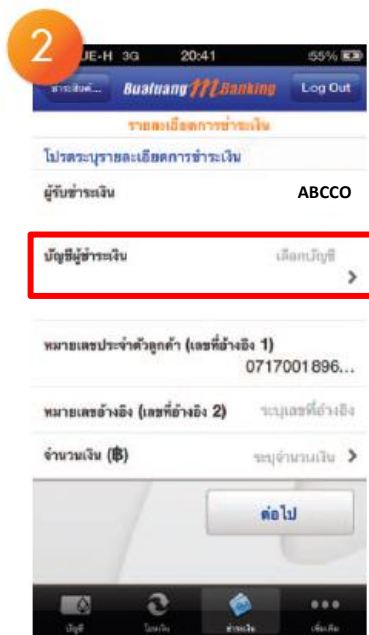 2
UE-H 3G 20:41 55%
ชำระสินค้... Bualuang mBanking Log Out
รายละเอียดการชำระเงิน
โปรดระบุรายละเอียดการชำระเงิน
ผู้รับชำระเงิน ABCCO
บัญชีผู้ชำระเงิน เลือกบัญชี
หมายเลขประจำตัวลูกค้า (เลขที่อ้างอิง 1)
0717001896...
หมายเลขอ้างอิง (เลขที่อ้างอิง 2) ระบุเลขที่อ้างอิง
จำนวนเงิน (฿) ระบุจำนวนเงิน
ต่อไป
บัญชี โอนเงิน ชำระเงิน เพิ่มเติม